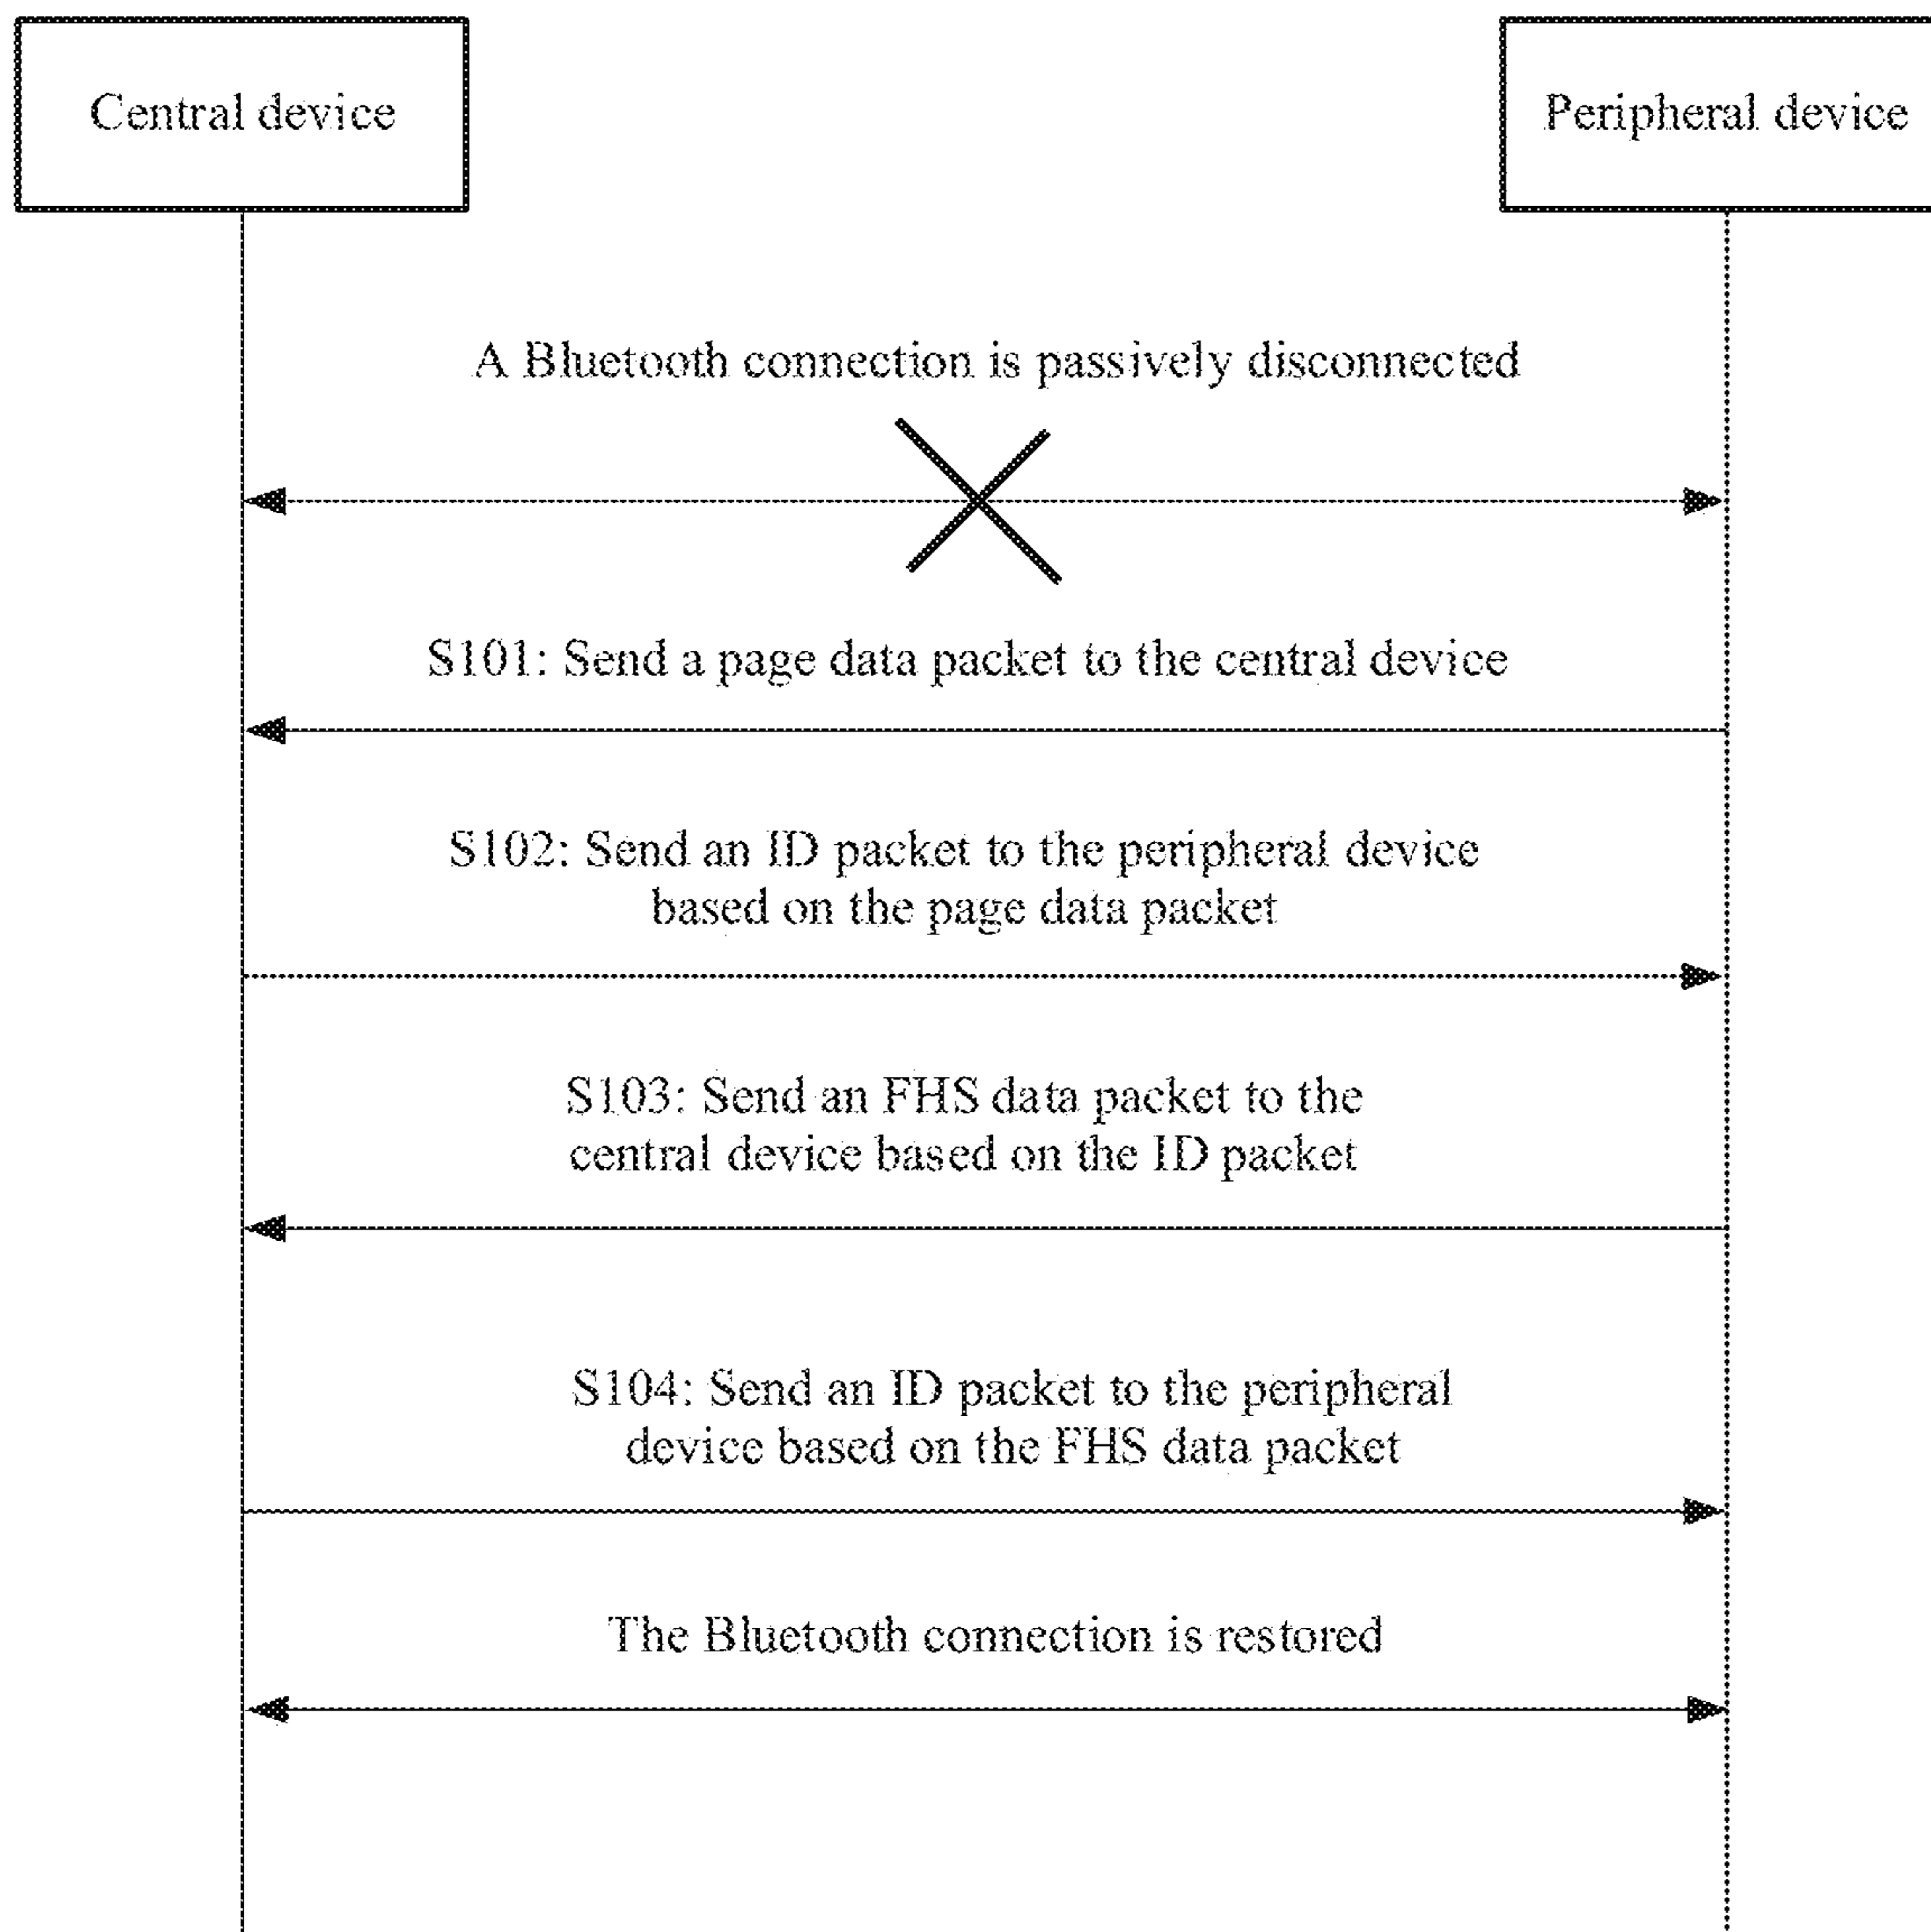 Central device
Peripheral device
A Bluetooth connection is passively disconnected
S101: Send a page data packet to the central device
S102: Send an ID packet to the peripheral device
based on the page data packet
S103: Send an FHS data packet to the
central device based on the ID packet
S104: Send an ID packet to the peripheral
device based on the FHS data packet
The Bluetooth connection is restored